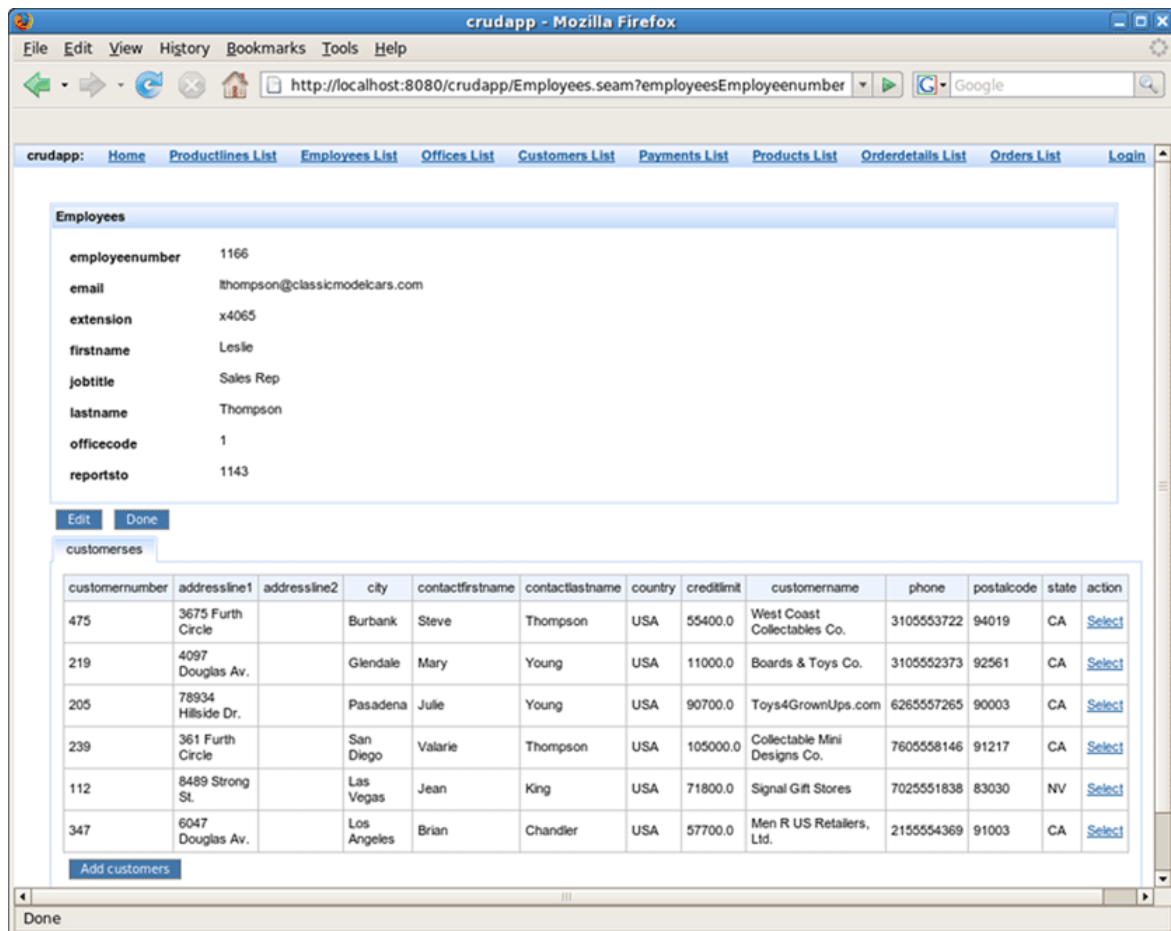 crudapp - Mozilla Firefox
File Edit View History Bookmarks Tools Help
http://localhost:8080/crudapp/Employees.seam?employeesEmployeenumber G Google
crudapp: Home Productlines List Employees List Offices List Customers List Payments List Products List Orderdetails List Orders List Login
Employees
employeenumber 1166
email lthompson@classicmodelcars.com
extension x4065
firstname Leslie
jobtitle Sales Rep
lastname Thompson
officecode 1
reportsto 1143
Edit Done
customerses
customernumber addressline1 addressline2 city contactfirstname contactlastname country creditlimit customername phone postalcode state action
475 3675 Furth Circle Burbank Steve Thompson USA 55400.0 West Coast Collectables Co. 3105553722 94019 CA Select
219 4097 Douglas Av. Glendale Mary Young USA 11000.0 Boards & Toys Co. 3105552373 92561 CA Select
205 78934 Hillside Dr. Pasadena Julie Young USA 90700.0 Toys4GrownUps.com 6265557265 90003 CA Select
239 361 Furth Circle San Diego Valarie Thompson USA 105000.0 Collectable Mini Designs Co. 7605558146 91217 CA Select
112 8489 Strong St. Las Vegas Jean King USA 71800.0 Signal Gift Stores 7025551838 83030 NV Select
347 6047 Douglas Av. Los Angeles Brian Chandler USA 57700.0 Men R US Retailers, Ltd. 2155554369 91003 CA Select
Add customers
Done